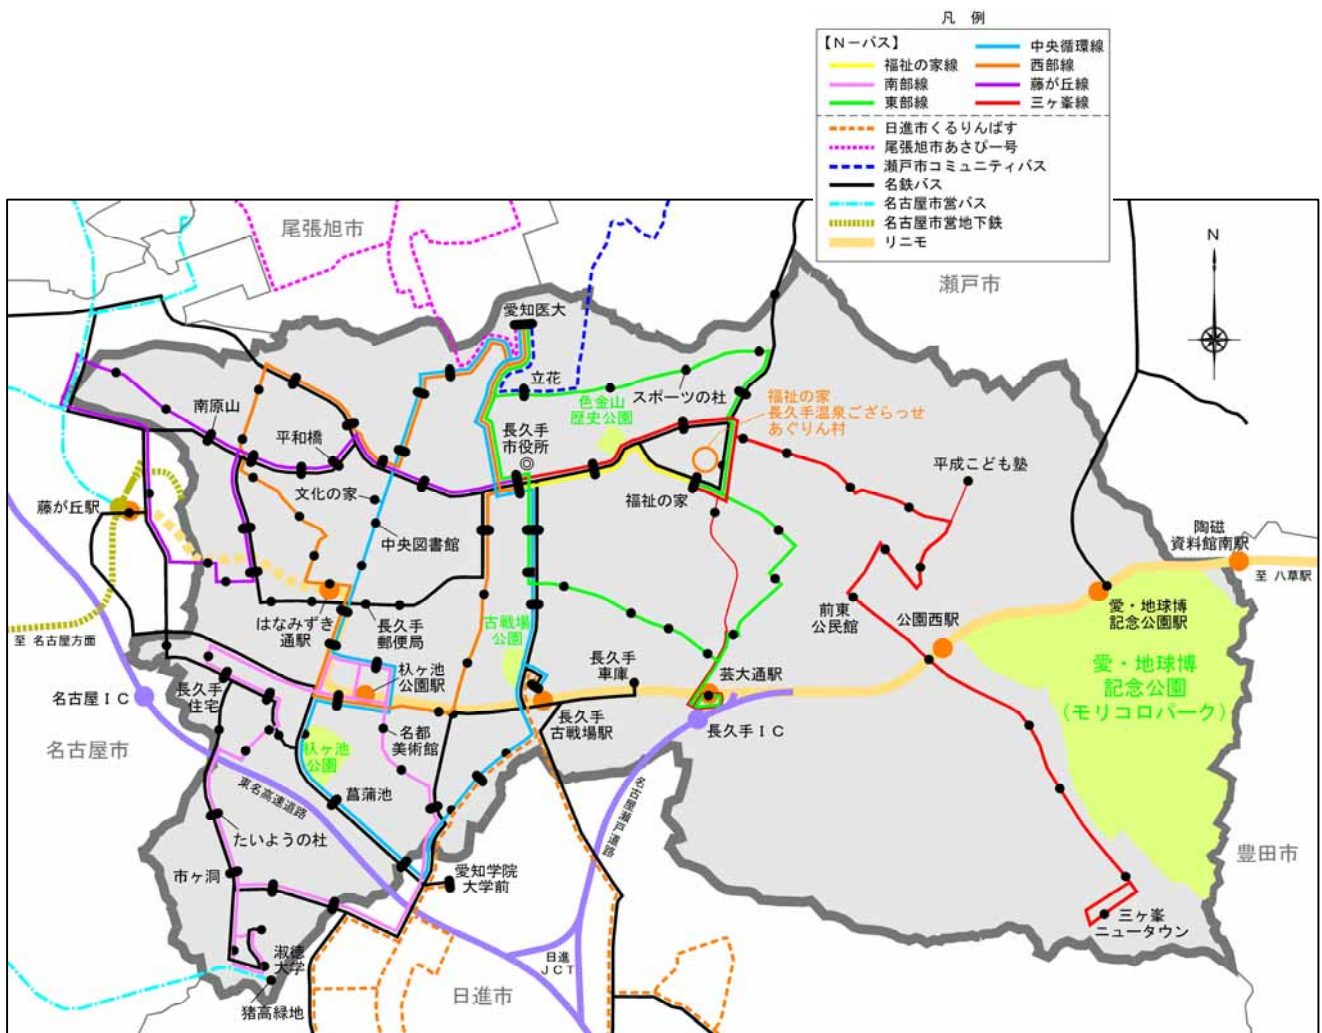 凡 例
【N－バス】
中央循環線
福祉の家線
西部線
南部線
藤が丘線
東部線
三ヶ峯線
日進市くるりんばす
尾張旭市あさぴー号
瀬戸市コミュニティバス
名鉄バス
名古屋市営バス
名古屋市営地下鉄
リニモ
尾張旭市
瀬戸市
N
愛知医大
立花
スポーツの杜
色金山
歴史公園
福祉の家
長久手温泉ござらっせ
あぐりん村
南原山
平和橋
長久手
市役所
文化の家
福祉の家
平成こども塾
藤が丘駅
中央図書館
陶磁
資料館南駅
至 八草駅
はなみずき
通駅
長久手
郵便局
古戦場
公園
前東
公民館
公園西駅
愛・地球博
記念公園駅
至 名古屋方面
杁ヶ池
公園駅
長久手
車庫
芸大通駅
愛・地球博
記念公園
（モリコロパーク）
名古屋ＩＣ
長久手
住宅
名都
美術館
長久手
古戦場駅
長久手ＩＣ
名古屋市
杁ヶ池
公園
東名高速道路
菖蒲池
名古屋瀬戸道路
たいようの杜
市ヶ洞
愛知学院
大学前
豊田市
三ヶ峯
ニュータウン
淑徳
大学
日進
ＪＣＴ
猪高緑地
日進市